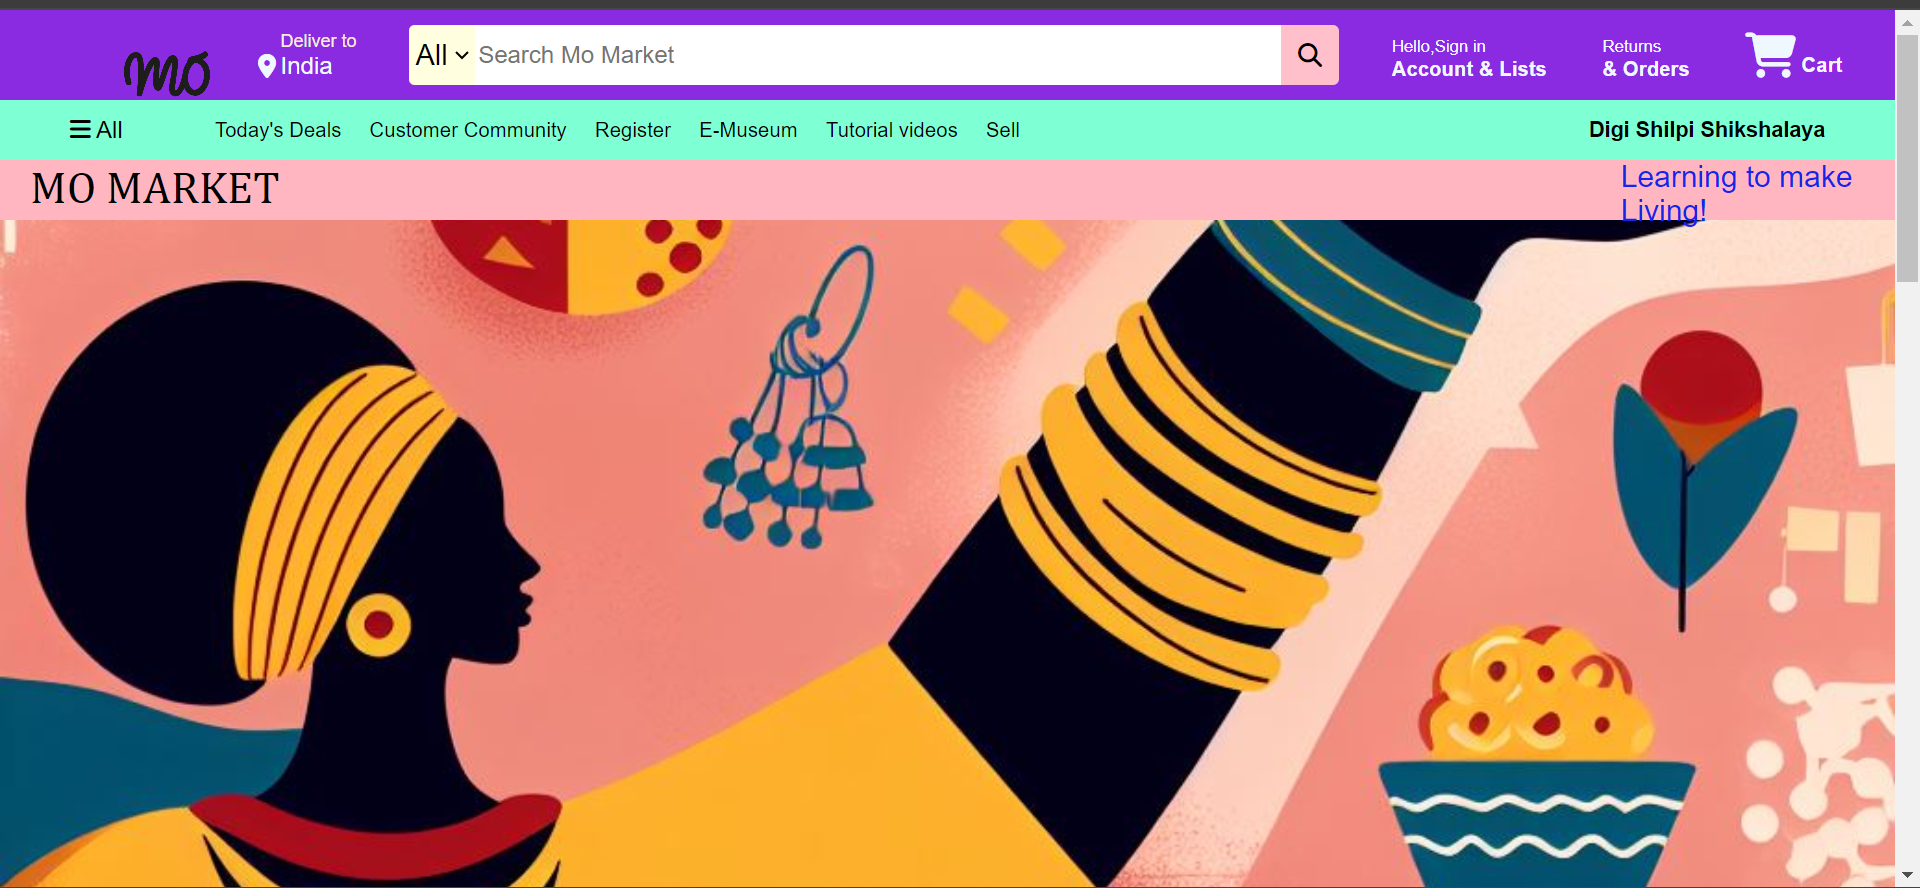 mo
Deliver to
India
All
Search Mo Market
Hello,Sign in
Account & Lists
Returns
& Orders
Cart
All
Today's Deals
Customer Community
Register
E-Museum
Tutorial videos
Sell
Digi Shilpi Shikshalaya
MO MARKET
Learning to make
Living!